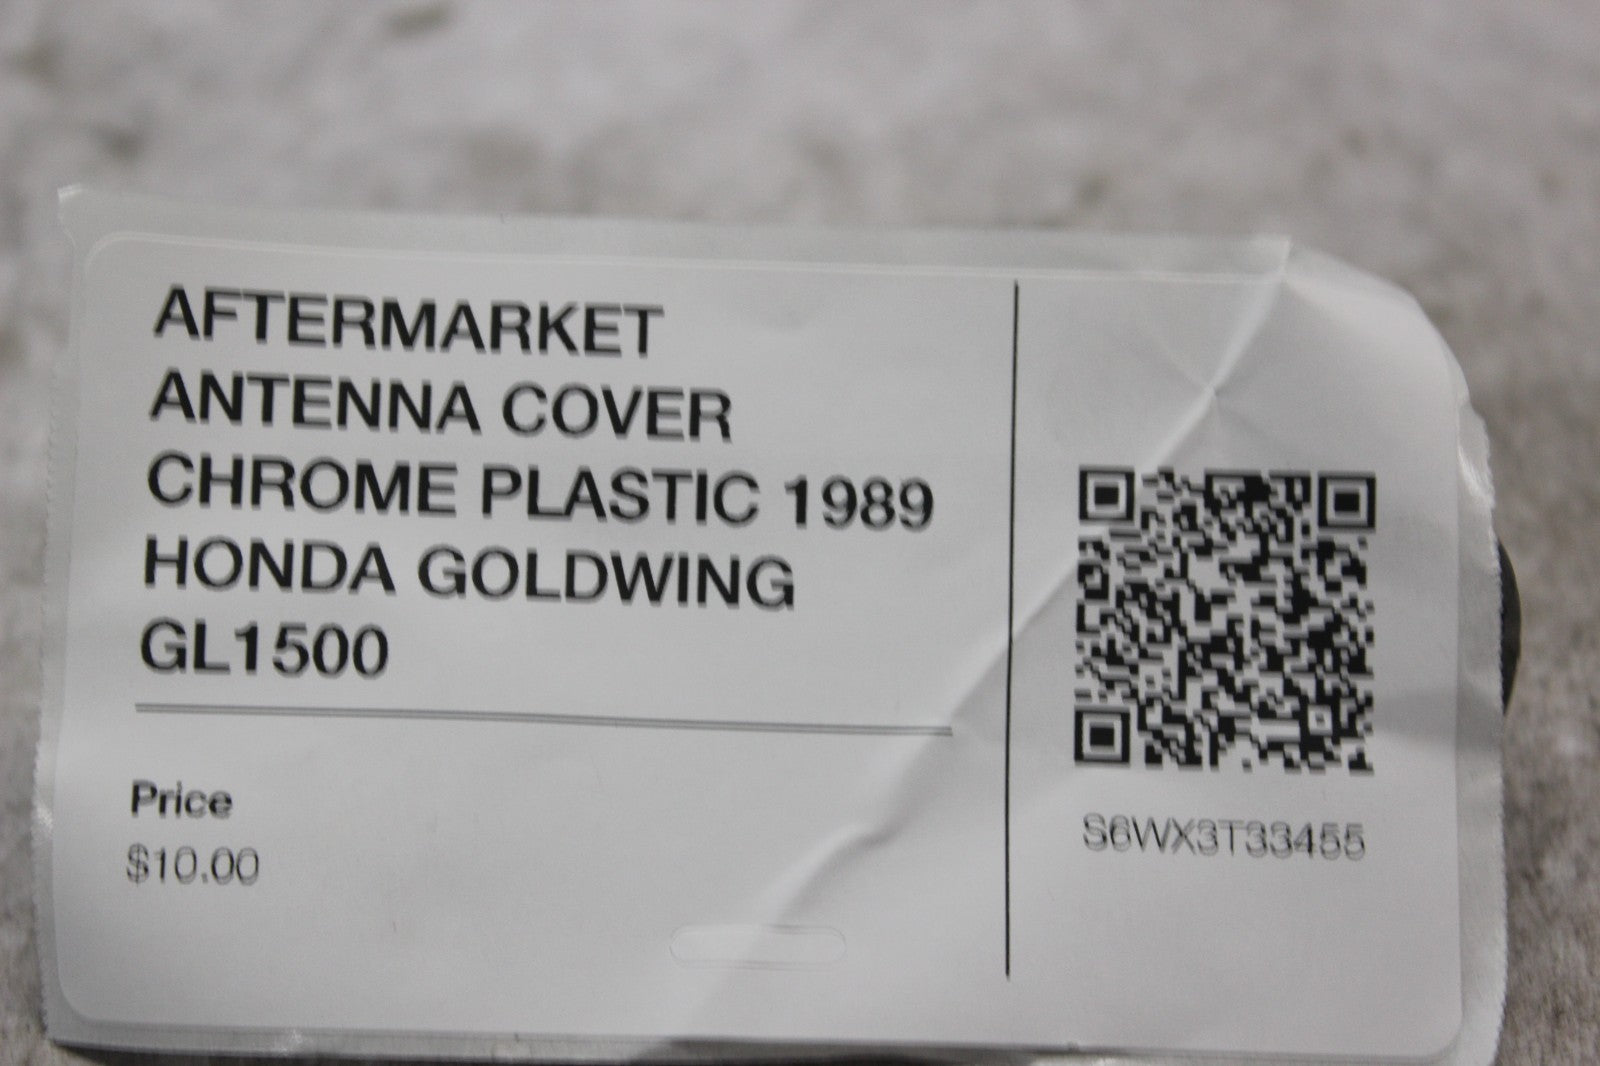 AFTERMARKET
ANTENNA COVER
CHROME PLASTIC 1989
HONDA GOLDWING
GL1500
Price
$10.00
S6WX3T33455